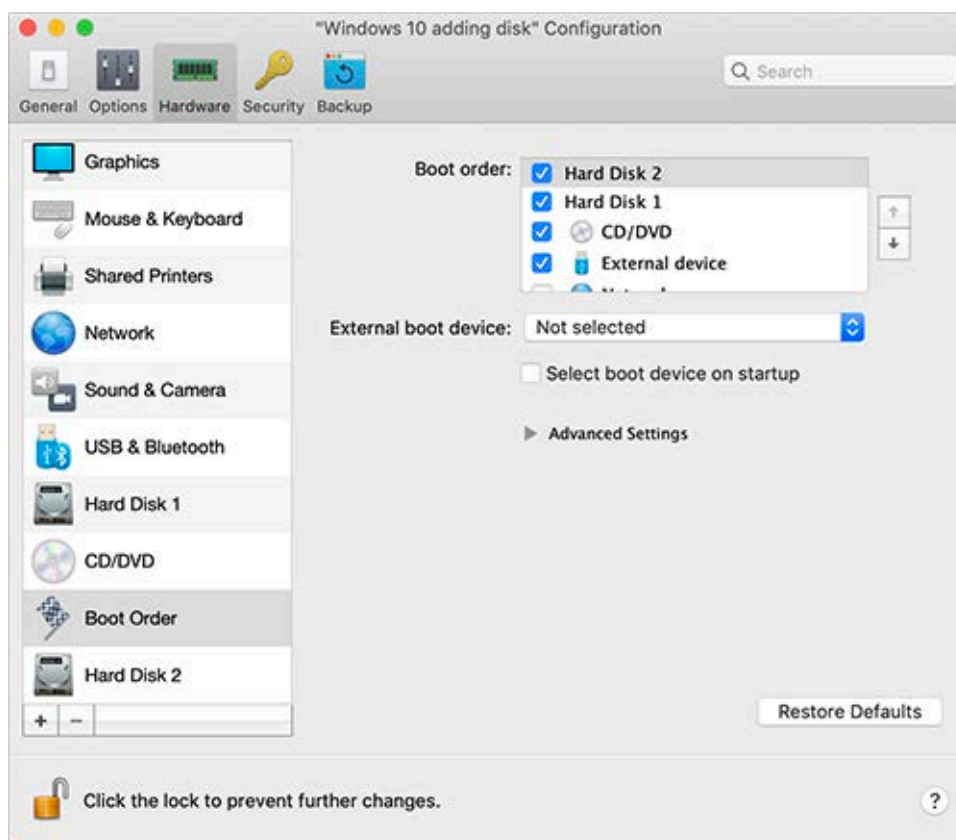 "Windows 10 adding disk" Configuration
General Options Hardware Security Backup
Search
Graphics
Mouse & Keyboard
Shared Printers
Network
Sound & Camera
USB & Bluetooth
Hard Disk 1
CD/DVD
Boot Order
Hard Disk 2
+ −
Boot order:
Hard Disk 2
Hard Disk 1
CD/DVD
External device
External boot device: Not selected
Select boot device on startup
Advanced Settings
Restore Defaults
Click the lock to prevent further changes.
?